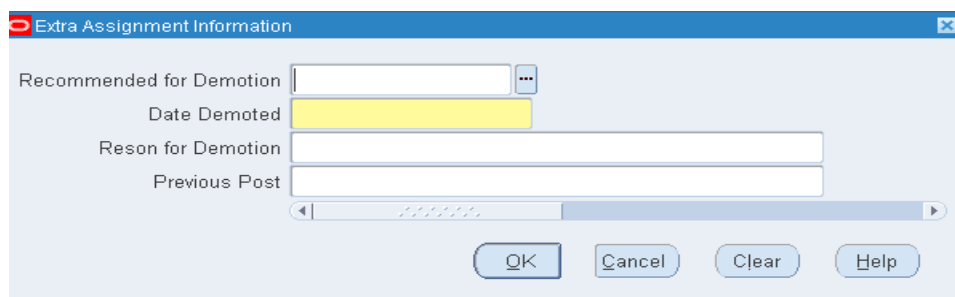 Extra Assignment Information
Recommended for Demotion
Date Demoted
Reson for Demotion
Previous Post
OK Cancel Clear Help